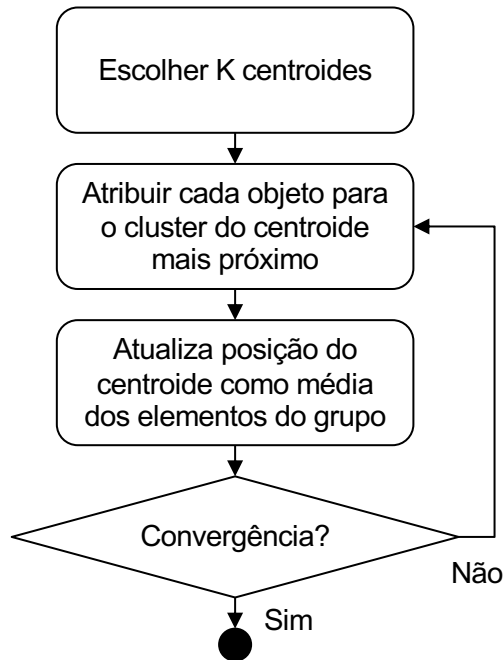 Escolher K centroides
Atribuir cada objeto para
o cluster do centroide
mais próximo
Atualiza posição do
centroide como média
dos elementos do grupo
Convergência?
Não
Sim